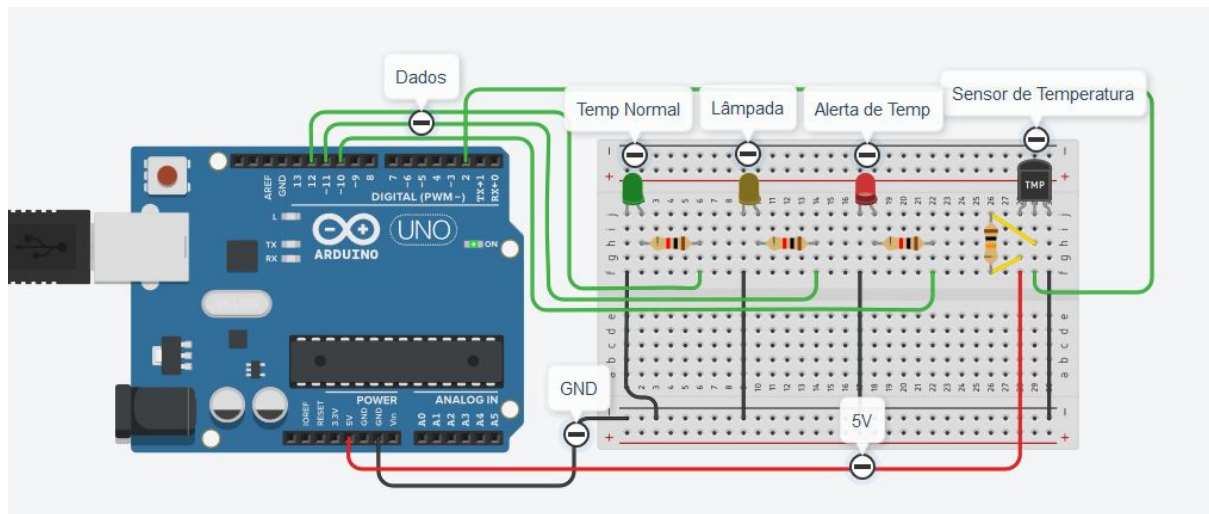 Dados
Temp Normal
Lâmpada
Alerta de Temp
Sensor de Temperatura
TMP
AREF
GND
13
12
~11
~10
~9
8
7
~6
~5
4
~3
2
TX→1
RX←0
DIGITAL (PWM~)
L
TX
RX
ARDUINO
UNO
ON
POWER
ANALOG IN
IOREF
RESET
3.3V
5V
GND
GND
Vin
A0
A1
A2
A3
A4
A5
GND
5V